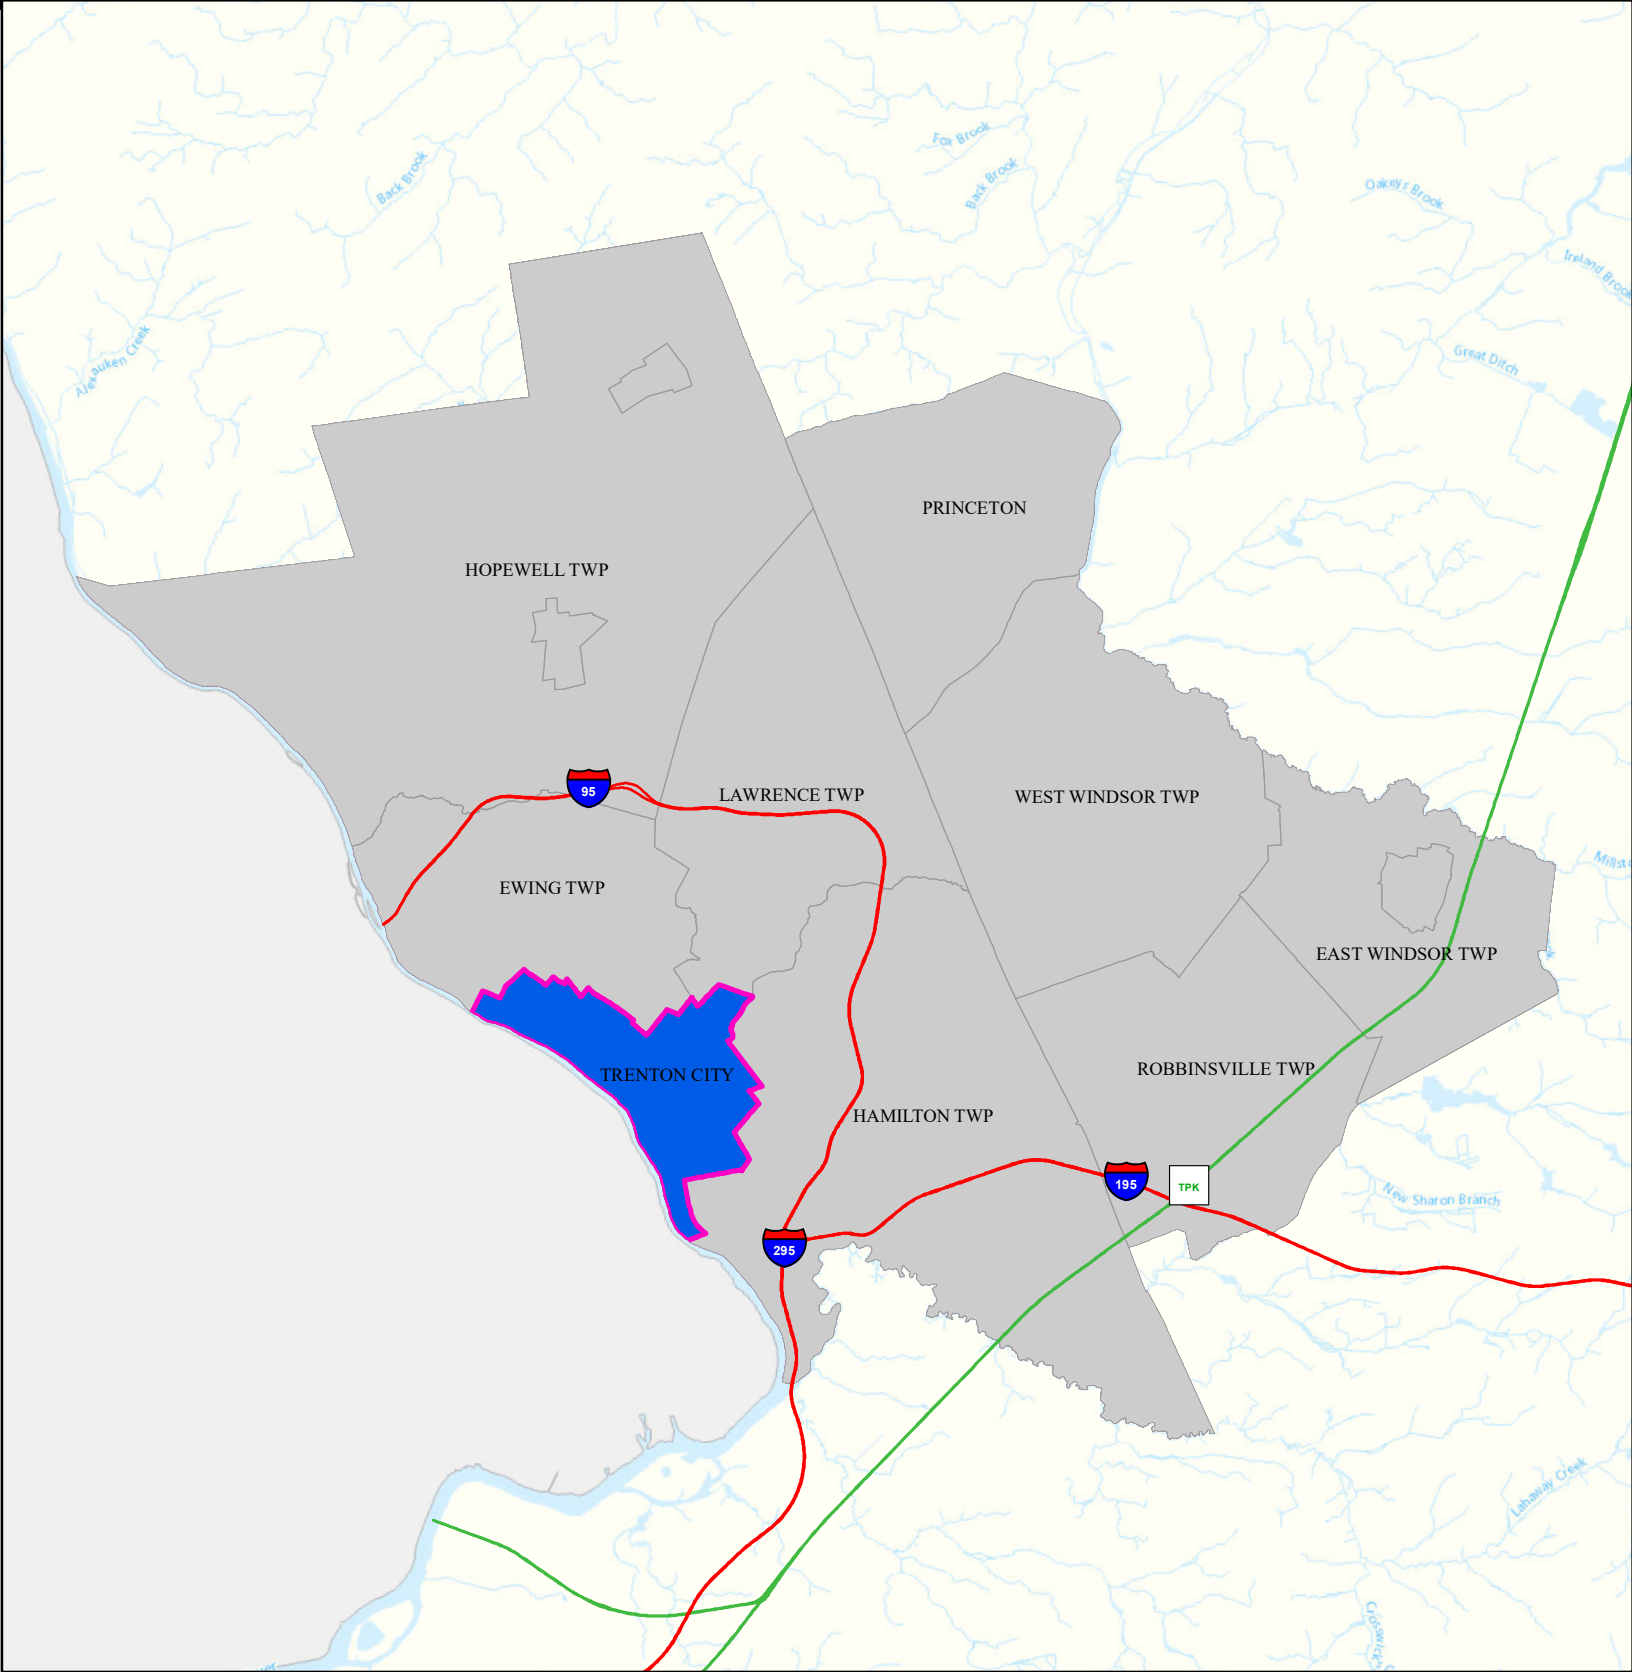 Fox Brook
Back Brook
Back Brook
Oakeys Brook
Ireland Brook
Alexauken Creek
Great Ditch
PRINCETON
HOPEWELL TWP
95
LAWRENCE TWP
WEST WINDSOR TWP
EWING TWP
EAST WINDSOR TWP
TRENTON CITY
ROBBINSVILLE TWP
HAMILTON TWP
195
TPK
New Sharon Branch
295
Lahaway Creek